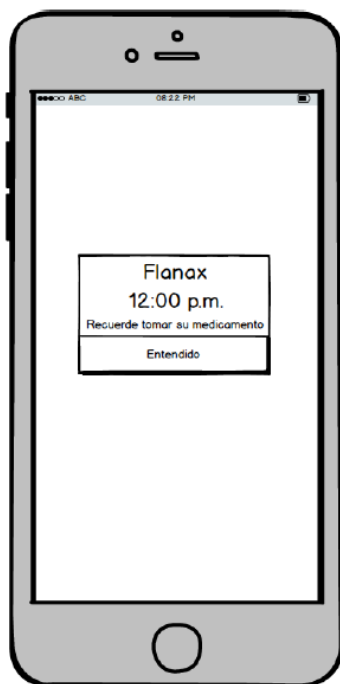 ABC 08:22 PM
Flanax
12:00 p.m.
Recuerde tomar su medicamento
Entendido